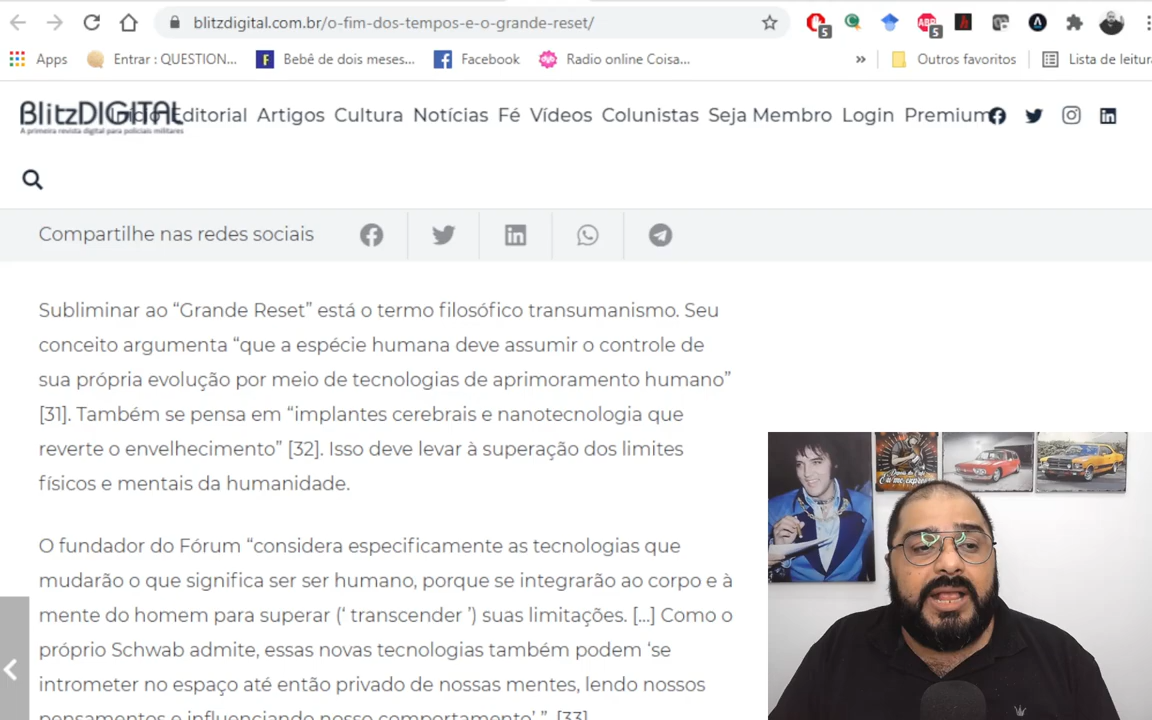 blitzdigital.com.br/o-fim-dos-tempos-e-o-grande-reset/
5
ABP
5
Apps
Entrar : QUESTION...
Bebê de dois meses...
Facebook
Radio online Coisa...
»
Outros favoritos
Lista de leitura
BlitzDIGITAL
A primeira revista digital para policiais militares
Início Editorial Artigos Cultura Notícias Fé Vídeos Colunistas Seja Membro Login Premium
Compartilhe nas redes sociais
Subliminar ao “Grande Reset” está o termo filosófico transumanismo. Seu
conceito argumenta “que a espécie humana deve assumir o controle de
sua própria evolução por meio de tecnologias de aprimoramento humano”
[31]. Também se pensa em “implantes cerebrais e nanotecnologia que
reverte o envelhecimento” [32]. Isso deve levar à superação dos limites
físicos e mentais da humanidade.
O fundador do Fórum “considera especificamente as tecnologias que
mudarão o que significa ser ser humano, porque se integrarão ao corpo e à
mente do homem para superar (‘ transcender ’) suas limitações. [...] Como o
próprio Schwab admite, essas novas tecnologias também podem ‘se
intrometer no espaço até então privado de nossas mentes, lendo nossos
pensamentos e influenciando nosso comportamento’ ”. [33]